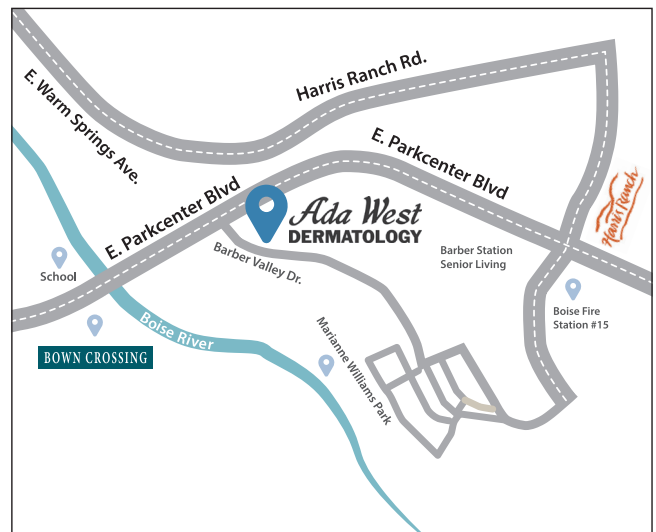 Harris Ranch Rd.
E. Warm Springs Ave.
E. Parkcenter Blvd
E. Parkcenter Blvd
Harris Ranch
Ada West
DERMATOLOGY
Barber Valley Dr.
Barber Station
Senior Living
School
Boise River
Boise Fire
Station #15
Marianne Williams Park
BOWN CROSSING